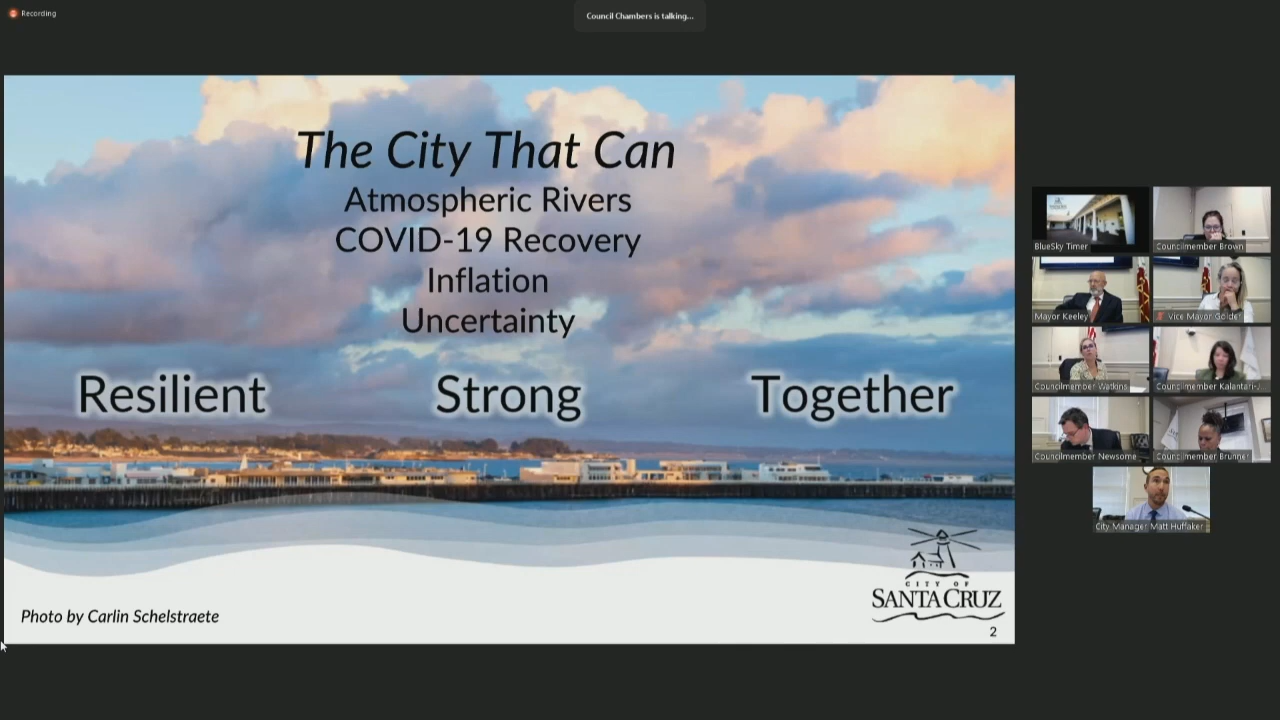 Recording
Council Chambers is talking...
The City That Can
Atmospheric Rivers
COVID-19 Recovery
Inflation
Uncertainty
Resilient Strong Together
CITY OF
SANTA CRUZ
Photo by Carlin Schelstraete
2
BlueSky Timer
Councilmember Brown
Mayor Keeley
Vice Mayor Golder
Councilmember Watkins
Councilmember Kalantari-J...
Councilmember Newsome
Councilmember Brunner
City Manager Matt Huffaker